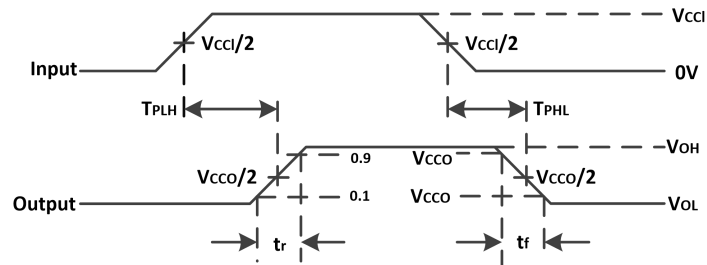 VCCI
VCCI/2
VCCI/2
Input
0V
TPLH
TPHL
VOH
0.9
VCCO
VCCO/2
VCCO/2
0.1
VCCO
Output
VOL
tr
tf